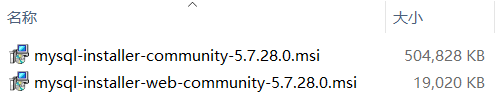 名称 大小
mysql-installer-community-5.7.28.0.msi 504,828 KB
mysql-installer-web-community-5.7.28.0.msi 19,020 KB